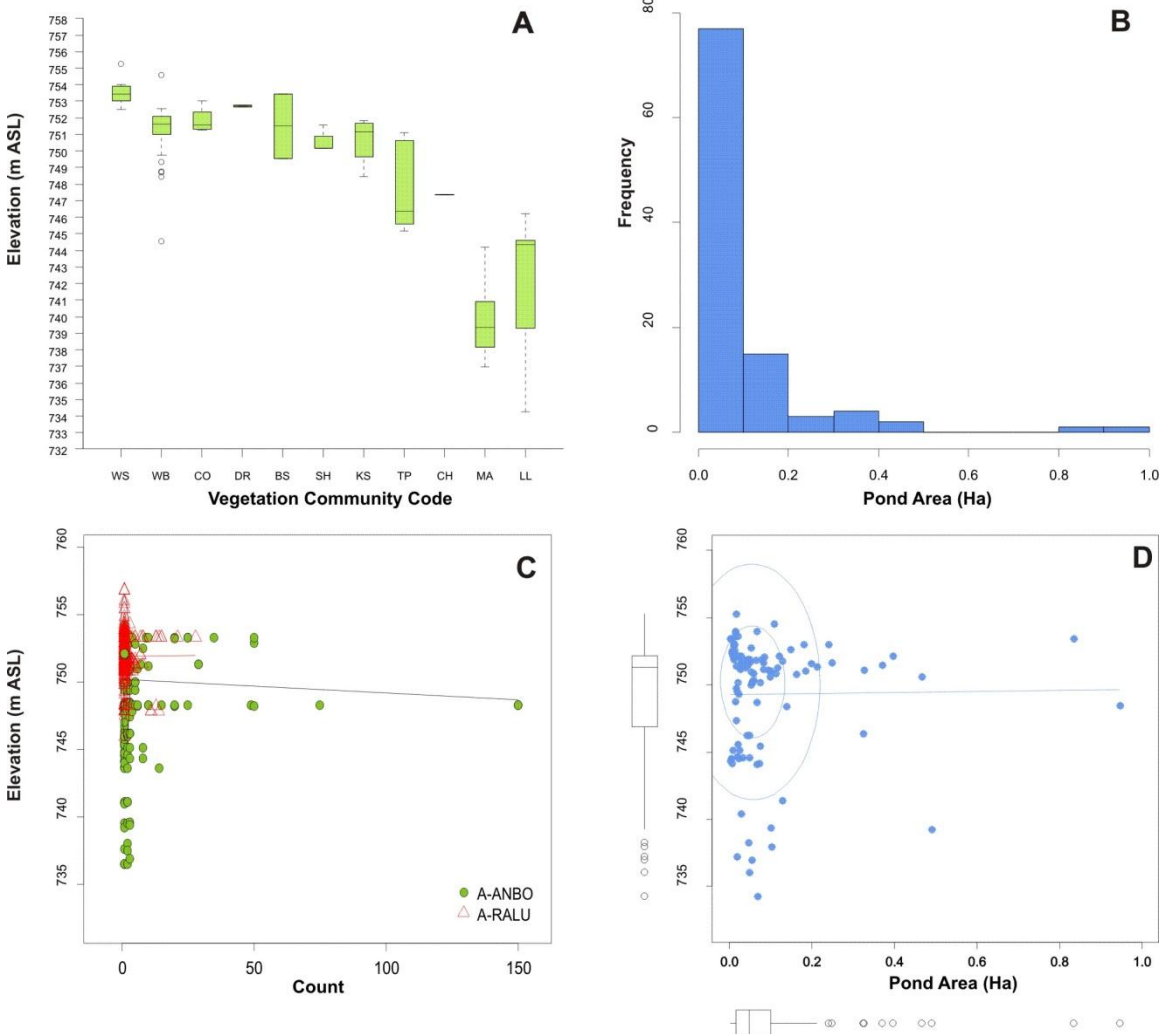 A
758
757
756
755
754
753
752
751
750
749
748
747
746
745
744
743
742
741
740
739
738
737
736
735
734
733
732
Elevation (m ASL)
WS WB CO DR BS SH KS TP CH MA LL
Vegetation Community Code
B
80
60
40
20
0
Frequency
0.0 0.2 0.4 0.6 0.8 1.0
Pond Area (Ha)
C
760
755
750
745
740
735
Elevation (m ASL)
A-ANBO
A-RALU
0 50 100 150
Count
D
760
755
750
745
740
735
0.0 0.2 0.4 0.6 0.8 1.0
Pond Area (Ha)